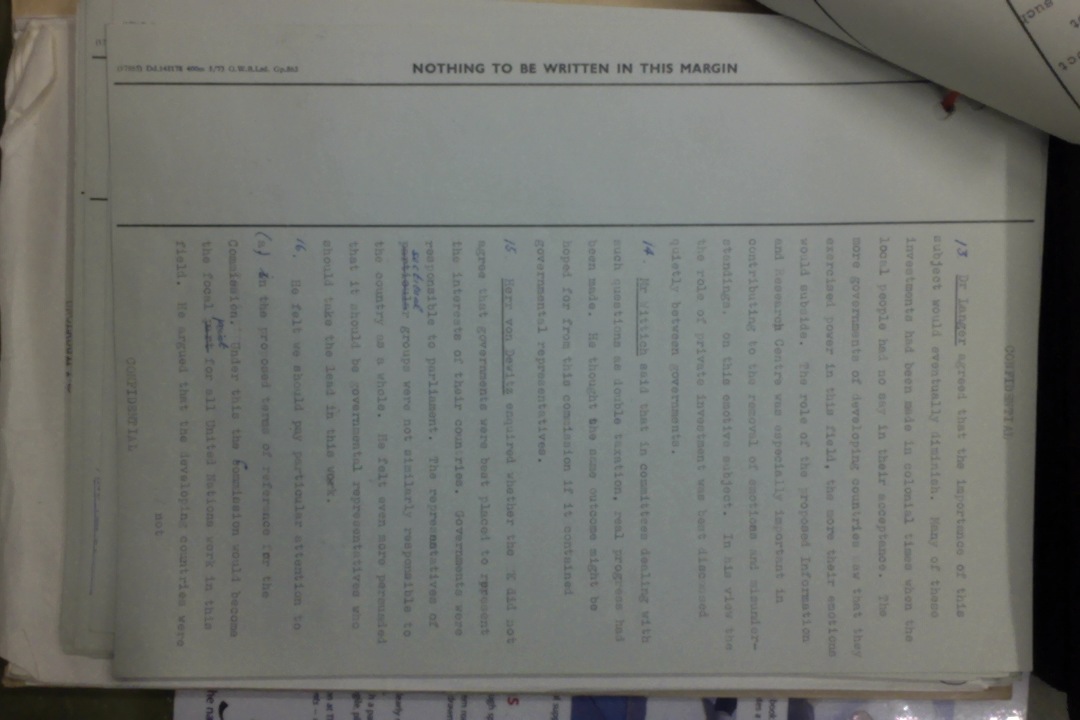 CONFIDENTIAL
13 Dr Langer agreed that the importance of this
subject would eventually diminish. Many of these
investments had been made in colonial times when the
local people had no say in their acceptance. The
more governments of developing countries saw that they
exercised power in this field, the more their emotions
would subside. The role of the proposed Information
and Research Centre was especially important in
contributing to the removal of emotions and misunder-
standings. On this emotive subject. In his view the
the role of private investment was best discussed
quietly between governments.
14 Mr Wittich said that in committees dealing with
such questions as double taxation, real progress had
been made. He thought the same outcome might be
hoped for from this commission if it contained
governmental representatives.
15 Herr von Dewitz enquired whether the UK did not
agree that governments were best placed to represent
the interests of their countries. Governments were
responsible to parliament. The representatives of
sectional
particular groups were not similarly responsible to
the country as a whole. He felt even more persuaded
that it should be governmental representatives who
should take the lead in this work.
16. He felt we should pay particular attention to
(a) in the proposed terms of reference for the
Commission. Under this the Commission would become
point
the focal for all United Nations work in this
field. He argued that the developing countries were
not
CONFIDENTIAL
NOTHING TO BE WRITTEN IN THIS MARGIN